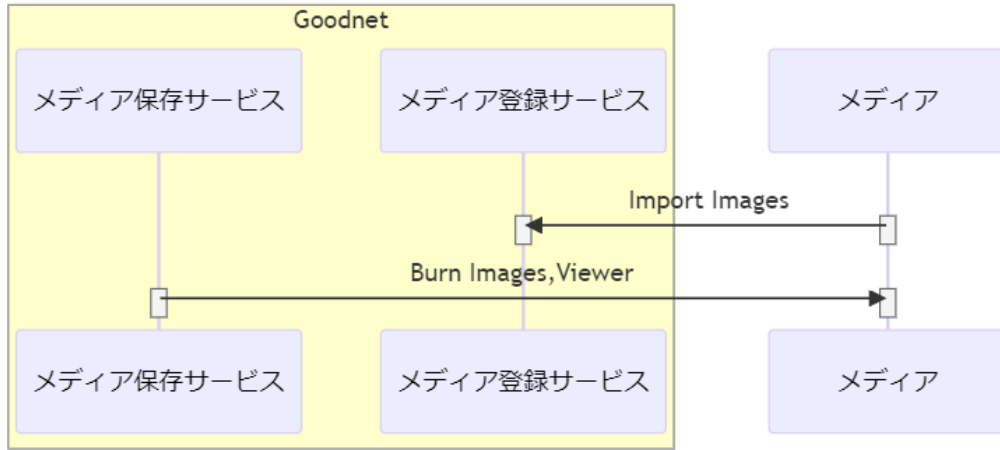 Goodnet
メディア保存サービス
メディア登録サービス
メディア
Import Images
Burn Images,Viewer
メディア保存サービス
メディア登録サービス
メディア